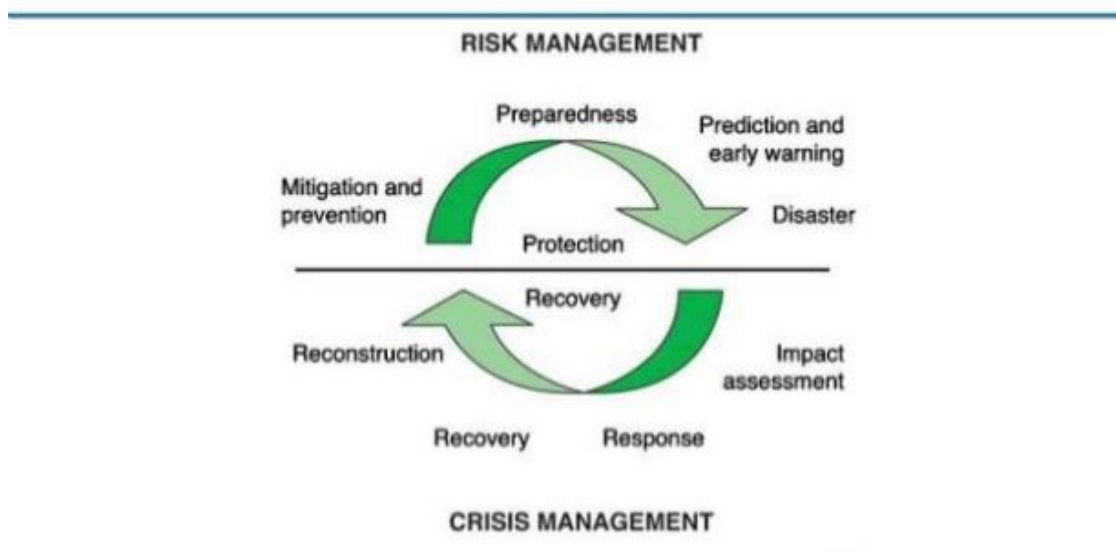 RISK MANAGEMENT
Preparedness
Prediction and
early warning
Mitigation and
prevention
Disaster
Protection
Recovery
Reconstruction
Impact
assessment
Recovery
Response
CRISIS MANAGEMENT